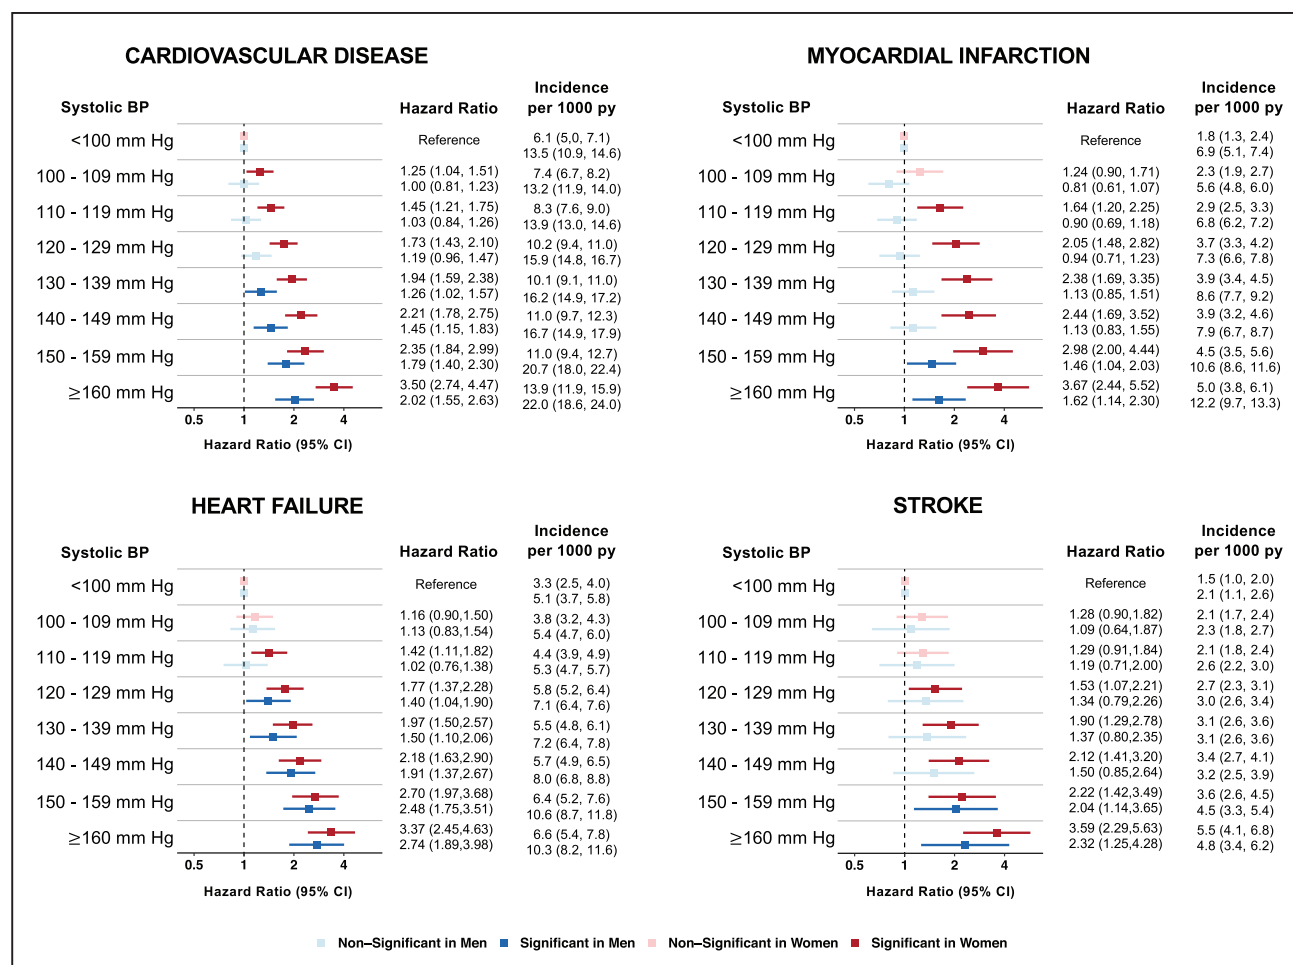 CARDIOVASCULAR DISEASE
Systolic BP
Hazard Ratio
Incidence
per 1000 py
<100 mm Hg
Reference
6.1 (5.0, 7.1)
13.5 (10.9, 14.6)
100 - 109 mm Hg
1.25 (1.04, 1.51)
7.4 (6.7, 8.2)
1.00 (0.81, 1.23)
13.2 (11.9, 14.0)
110 - 119 mm Hg
1.45 (1.21, 1.75)
8.3 (7.6, 9.0)
1.03 (0.84, 1.26)
13.9 (13.0, 14.6)
120 - 129 mm Hg
1.73 (1.43, 2.10)
10.2 (9.4, 11.0)
1.19 (0.96, 1.47)
15.9 (14.8, 16.7)
130 - 139 mm Hg
1.94 (1.59, 2.38)
10.1 (9.1, 11.0)
1.26 (1.02, 1.57)
16.2 (14.9, 17.2)
140 - 149 mm Hg
2.21 (1.78, 2.75)
11.0 (9.7, 12.3)
1.45 (1.15, 1.83)
16.7 (14.9, 17.9)
150 - 159 mm Hg
2.35 (1.84, 2.99)
11.0 (9.4, 12.7)
1.79 (1.40, 2.30)
20.7 (18.0, 22.4)
≥160 mm Hg
3.50 (2.74, 4.47)
13.9 (11.9, 15.9)
2.02 (1.55, 2.63)
22.0 (18.6, 24.0)
0.5 1 2 4
Hazard Ratio (95% CI)
MYOCARDIAL INFARCTION
Systolic BP
Hazard Ratio
Incidence
per 1000 py
<100 mm Hg
Reference
1.8 (1.3, 2.4)
6.9 (5.1, 7.4)
100 - 109 mm Hg
1.24 (0.90, 1.71)
2.3 (1.9, 2.7)
0.81 (0.61, 1.07)
5.6 (4.8, 6.0)
110 - 119 mm Hg
1.64 (1.20, 2.25)
2.9 (2.5, 3.3)
0.90 (0.69, 1.18)
6.8 (6.2, 7.2)
120 - 129 mm Hg
2.05 (1.48, 2.82)
3.7 (3.3, 4.2)
0.94 (0.71, 1.23)
7.3 (6.6, 7.8)
130 - 139 mm Hg
2.38 (1.69, 3.35)
3.9 (3.4, 4.5)
1.13 (0.85, 1.51)
8.6 (7.7, 9.2)
140 - 149 mm Hg
2.44 (1.69, 3.52)
3.9 (3.2, 4.6)
1.13 (0.83, 1.55)
7.9 (6.7, 8.7)
150 - 159 mm Hg
2.98 (2.00, 4.44)
4.5 (3.5, 5.6)
1.46 (1.04, 2.03)
10.6 (8.6, 11.6)
≥160 mm Hg
3.67 (2.44, 5.52)
5.0 (3.8, 6.1)
1.62 (1.14, 2.30)
12.2 (9.7, 13.3)
0.5 1 2 4
Hazard Ratio (95% CI)
HEART FAILURE
Systolic BP
Hazard Ratio
Incidence
per 1000 py
<100 mm Hg
Reference
3.3 (2.5, 4.0)
5.1 (3.7, 5.8)
100 - 109 mm Hg
1.16 (0.90,1.50)
3.8 (3.2, 4.3)
1.13 (0.83,1.54)
5.4 (4.7, 6.0)
110 - 119 mm Hg
1.42 (1.11,1.82)
4.4 (3.9, 4.9)
1.02 (0.76,1.38)
5.3 (4.7, 5.7)
120 - 129 mm Hg
1.77 (1.37,2.28)
5.8 (5.2, 6.4)
1.40 (1.04,1.90)
7.1 (6.4, 7.6)
130 - 139 mm Hg
1.97 (1.50,2.57)
5.5 (4.8, 6.1)
1.50 (1.10,2.06)
7.2 (6.4, 7.8)
140 - 149 mm Hg
2.18 (1.63,2.90)
5.7 (4.9, 6.5)
1.91 (1.37,2.67)
8.0 (6.8, 8.8)
150 - 159 mm Hg
2.70 (1.97,3.68)
6.4 (5.2, 7.6)
2.48 (1.75,3.51)
10.6 (8.7, 11.8)
≥160 mm Hg
3.37 (2.45,4.63)
6.6 (5.4, 7.8)
2.74 (1.89,3.98)
10.3 (8.2, 11.6)
0.5 1 2 4
Hazard Ratio (95% CI)
STROKE
Systolic BP
Hazard Ratio
Incidence
per 1000 py
<100 mm Hg
Reference
1.5 (1.0, 2.0)
2.1 (1.1, 2.6)
100 - 109 mm Hg
1.28 (0.90,1.82)
2.1 (1.7, 2.4)
1.09 (0.64,1.87)
2.3 (1.8, 2.7)
110 - 119 mm Hg
1.29 (0.91,1.84)
2.1 (1.8, 2.4)
1.19 (0.71,2.00)
2.6 (2.2, 3.0)
120 - 129 mm Hg
1.53 (1.07,2.21)
2.7 (2.3, 3.1)
1.34 (0.79,2.26)
3.0 (2.6, 3.4)
130 - 139 mm Hg
1.90 (1.29,2.78)
3.1 (2.6, 3.6)
1.37 (0.80,2.35)
3.1 (2.6, 3.6)
140 - 149 mm Hg
2.12 (1.41,3.20)
3.4 (2.7, 4.1)
1.50 (0.85,2.64)
3.2 (2.5, 3.9)
150 - 159 mm Hg
2.22 (1.42,3.49)
3.6 (2.6, 4.5)
2.04 (1.14,3.65)
4.5 (3.3, 5.4)
≥160 mm Hg
3.59 (2.29,5.63)
5.5 (4.1, 6.8)
2.32 (1.25,4.28)
4.8 (3.4, 6.2)
0.5 1 2 4
Hazard Ratio (95% CI)
Non–Significant in Men Significant in Men Non–Significant in Women Significant in Women